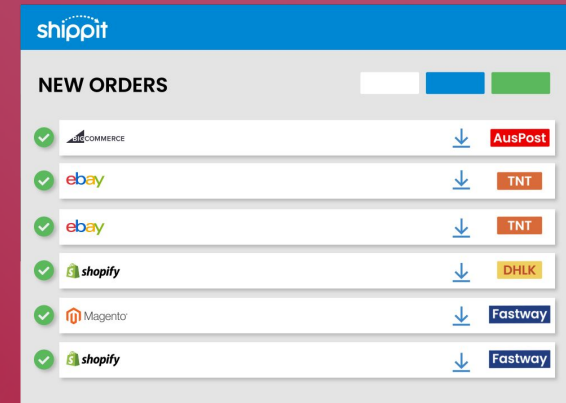 shippit
NEW ORDERS
BIGCOMMERCE AusPost
ebay TNT
ebay TNT
shopify DHLK
Magento Fastway
shopify Fastway